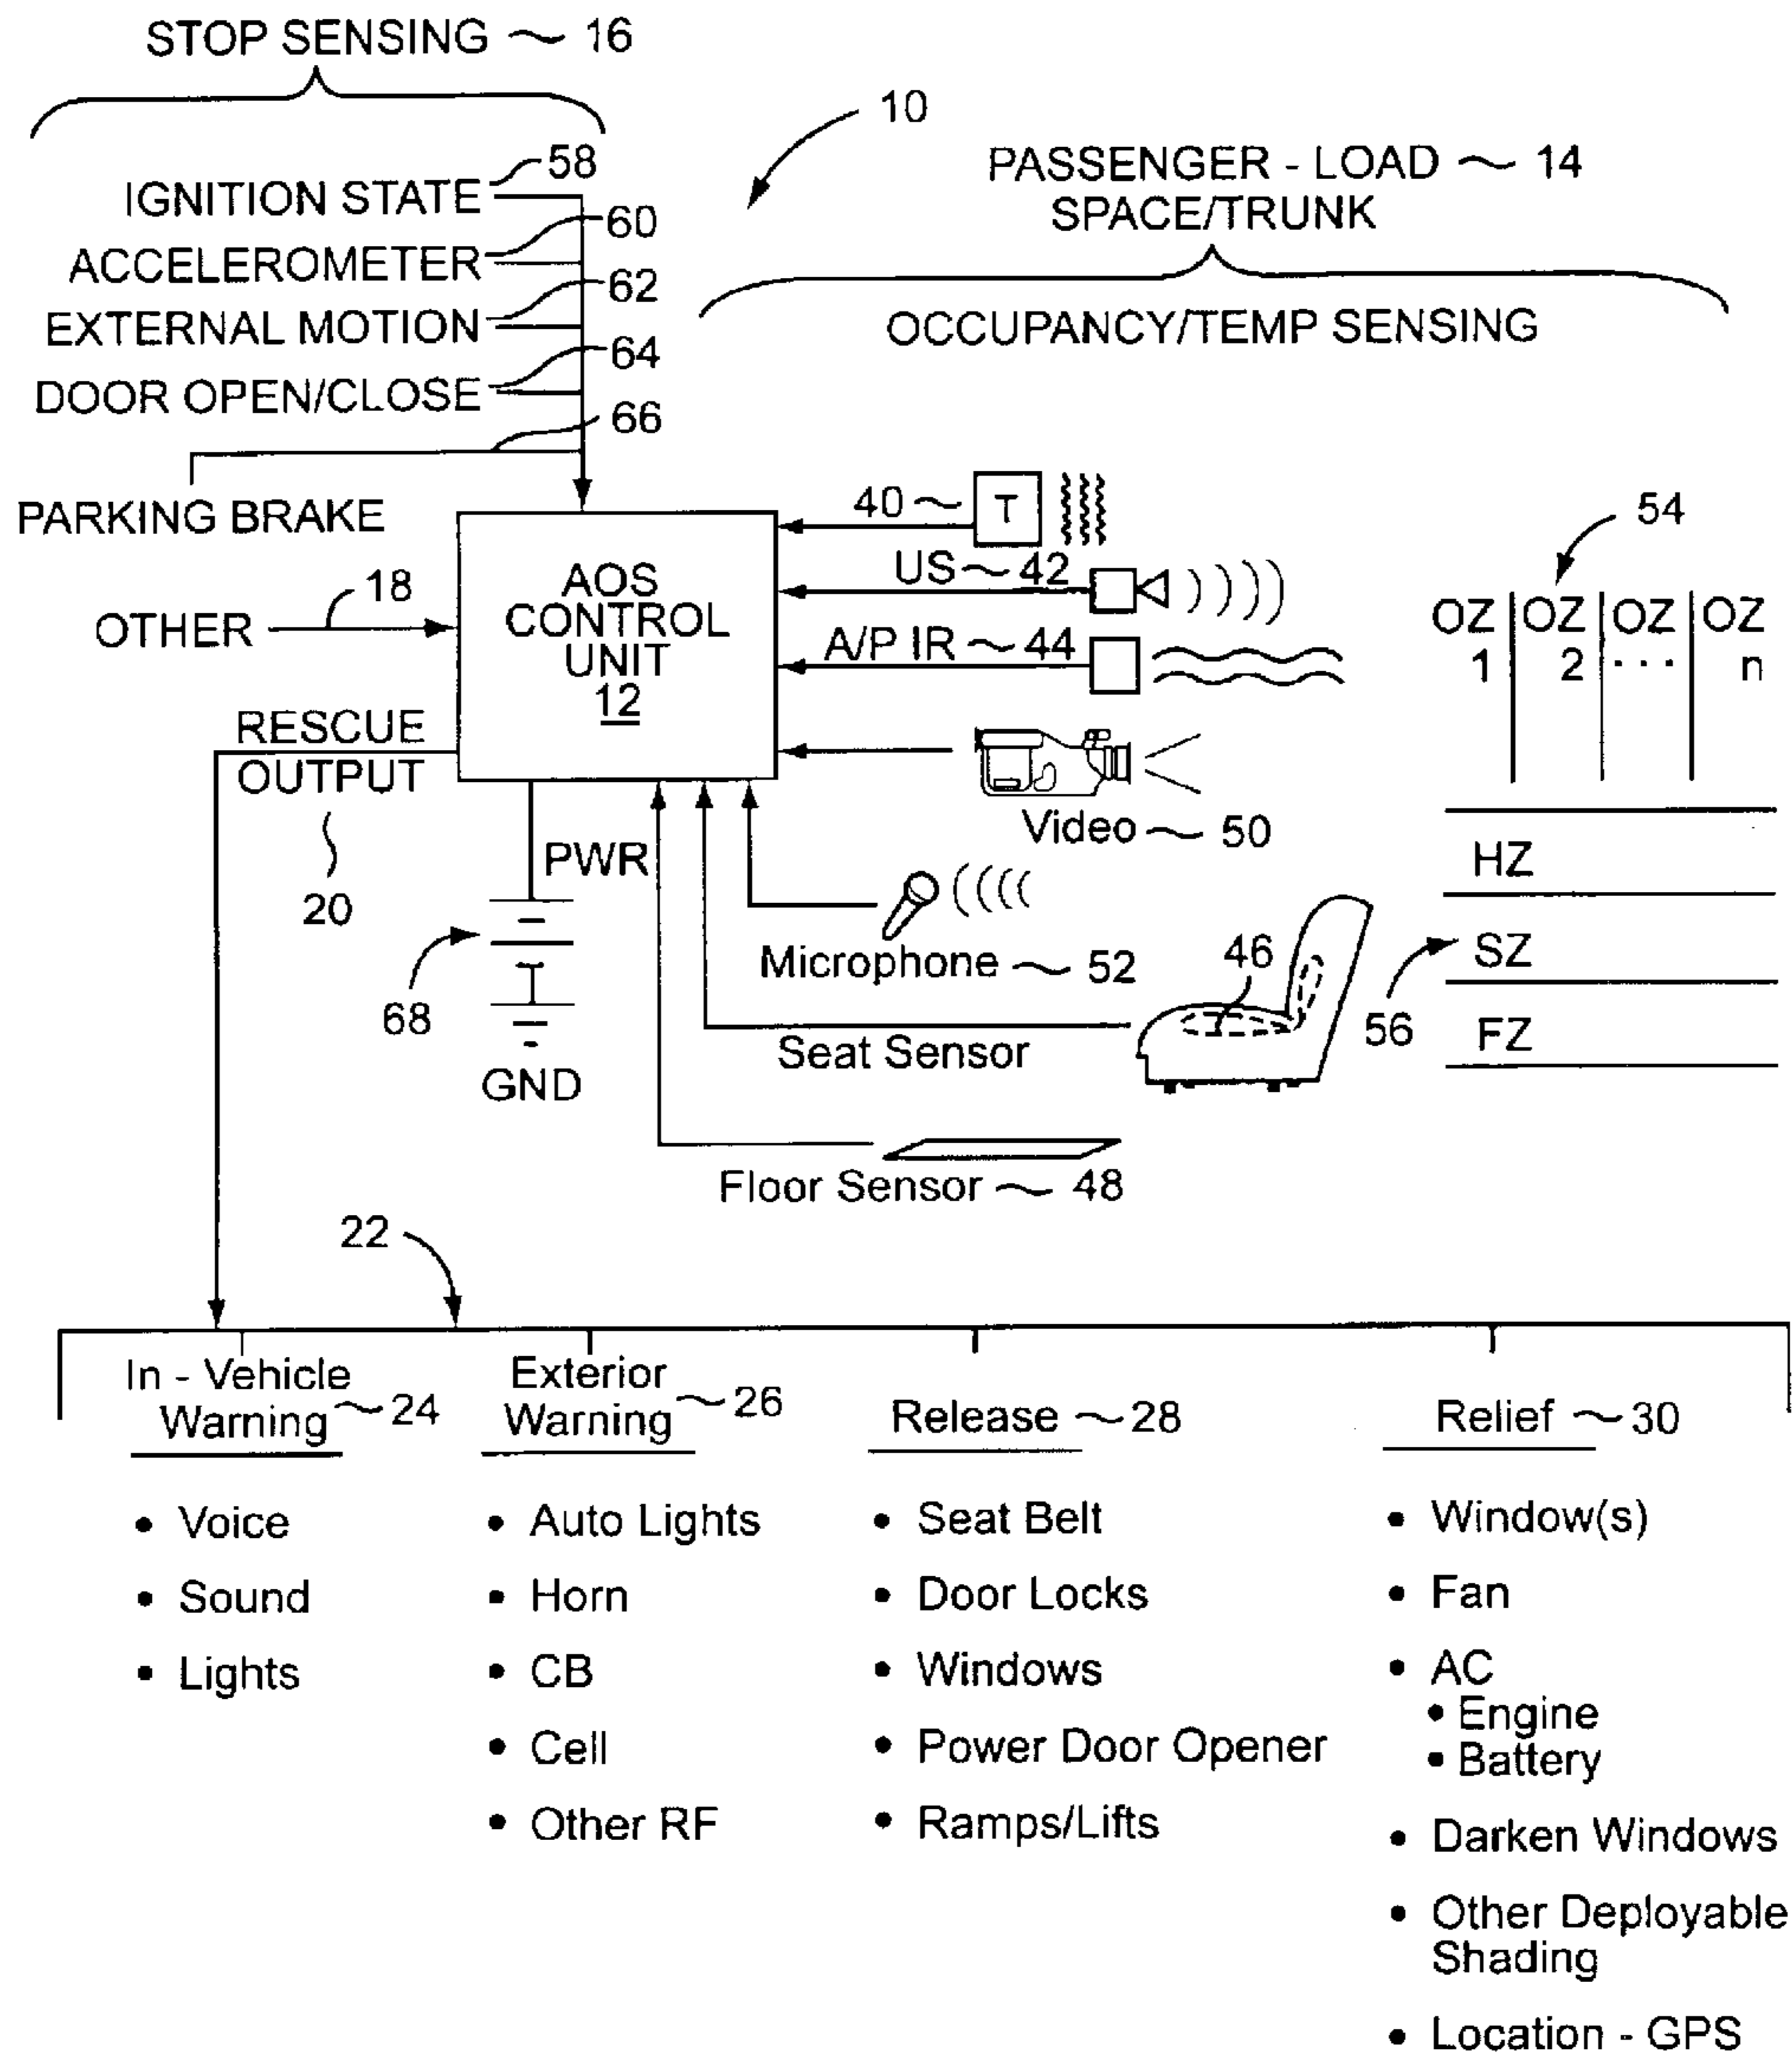 STOP SENSING ~ 16
10
PASSENGER - LOAD ~ 14
SPACE/TRUNK
OCCUPANCY/TEMP SENSING
IGNITION STATE 58
ACCELEROMETER 60
EXTERNAL MOTION 62
DOOR OPEN/CLOSE 64
66
PARKING BRAKE
OTHER 18
AOS
CONTROL
UNIT
12
RESCUE
OUTPUT
20
PWR
68
GND
40 ~ T
US ~ 42
A/P IR ~ 44
Video ~ 50
Microphone ~ 52
46
Seat Sensor
Floor Sensor ~ 48
54
OZ OZ OZ OZ
1 2 ... n
HZ
56 SZ
FZ
22
In - Vehicle
Warning ~ 24
• Voice
• Sound
• Lights
Exterior
Warning ~ 26
• Auto Lights
• Horn
• CB
• Cell
• Other RF
Release ~ 28
• Seat Belt
• Door Locks
• Windows
• Power Door Opener
• Ramps/Lifts
Relief ~ 30
• Window(s)
• Fan
• AC
• Engine
• Battery
• Darken Windows
• Other Deployable
Shading
• Location - GPS